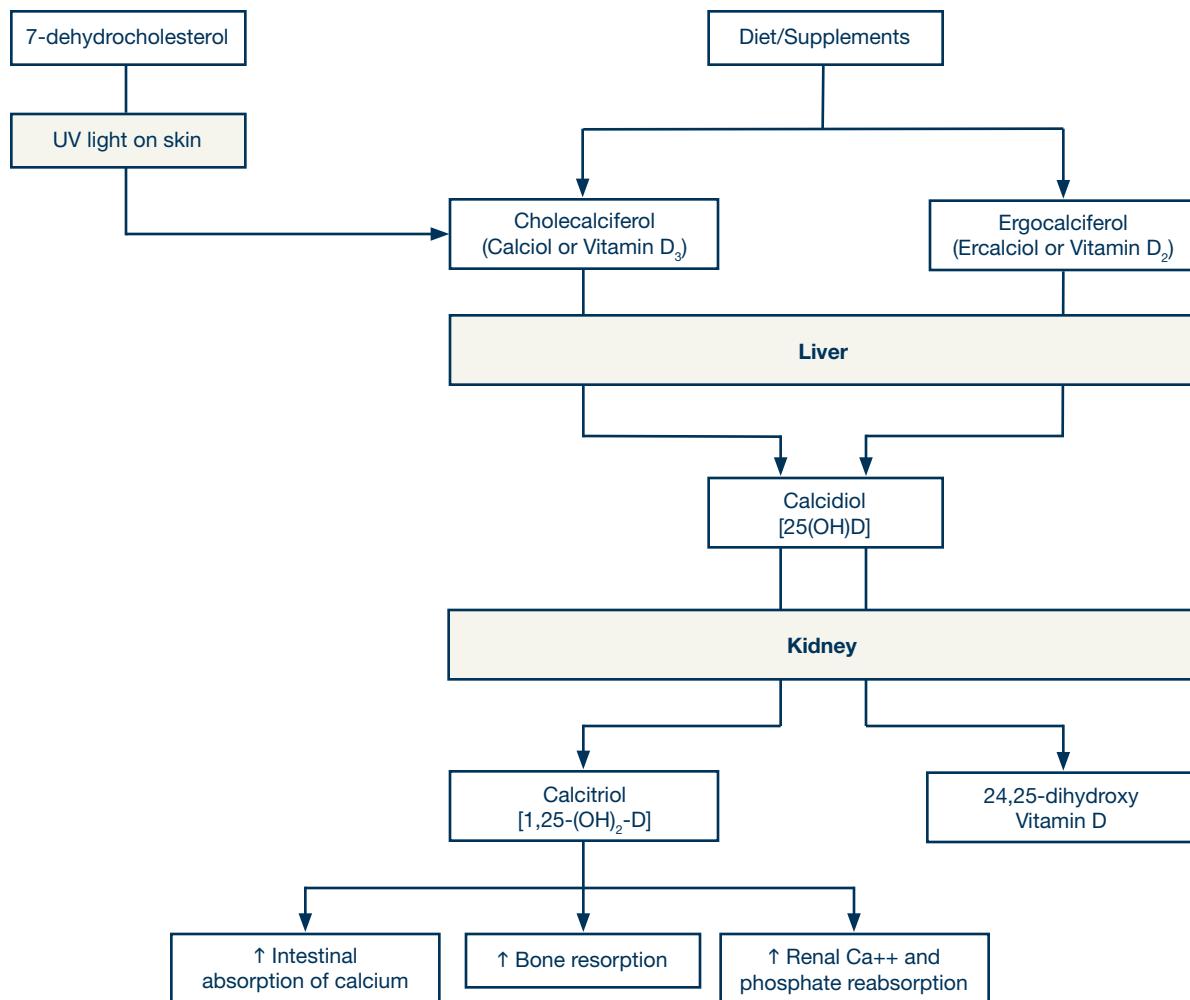 7-dehydrocholesterol
Diet/Supplements
UV light on skin
Cholecalciferol
(Calciol or Vitamin D₃)
Ergocalciferol
(Ercalciol or Vitamin D₂)
Liver
Calcidiol
[25(OH)D]
Kidney
Calcitriol
[1,25-(OH)₂-D]
24,25-dihydroxy
Vitamin D
↑ Intestinal
absorption of calcium
↑ Bone resorption
↑ Renal Ca++ and
phosphate reabsorption